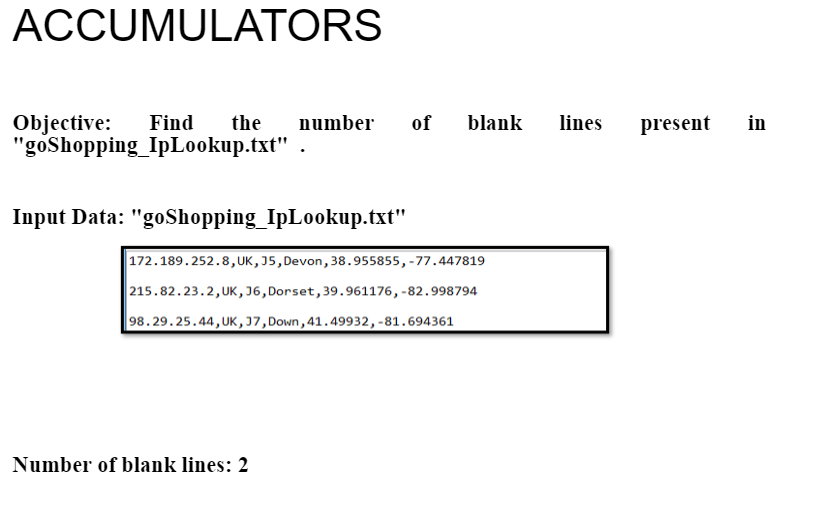 ACCUMULATORS
Objective: Find the number of blank lines present in
"goShopping_IpLookup.txt" .
Input Data: "goShopping_IpLookup.txt"
172.189.252.8,UK,J5,Devon,38.955855,-77.447819
215.82.23.2,UK,J6,Dorset,39.961176,-82.998794
98.29.25.44,UK,J7,Down,41.49932,-81.694361
Number of blank lines: 2